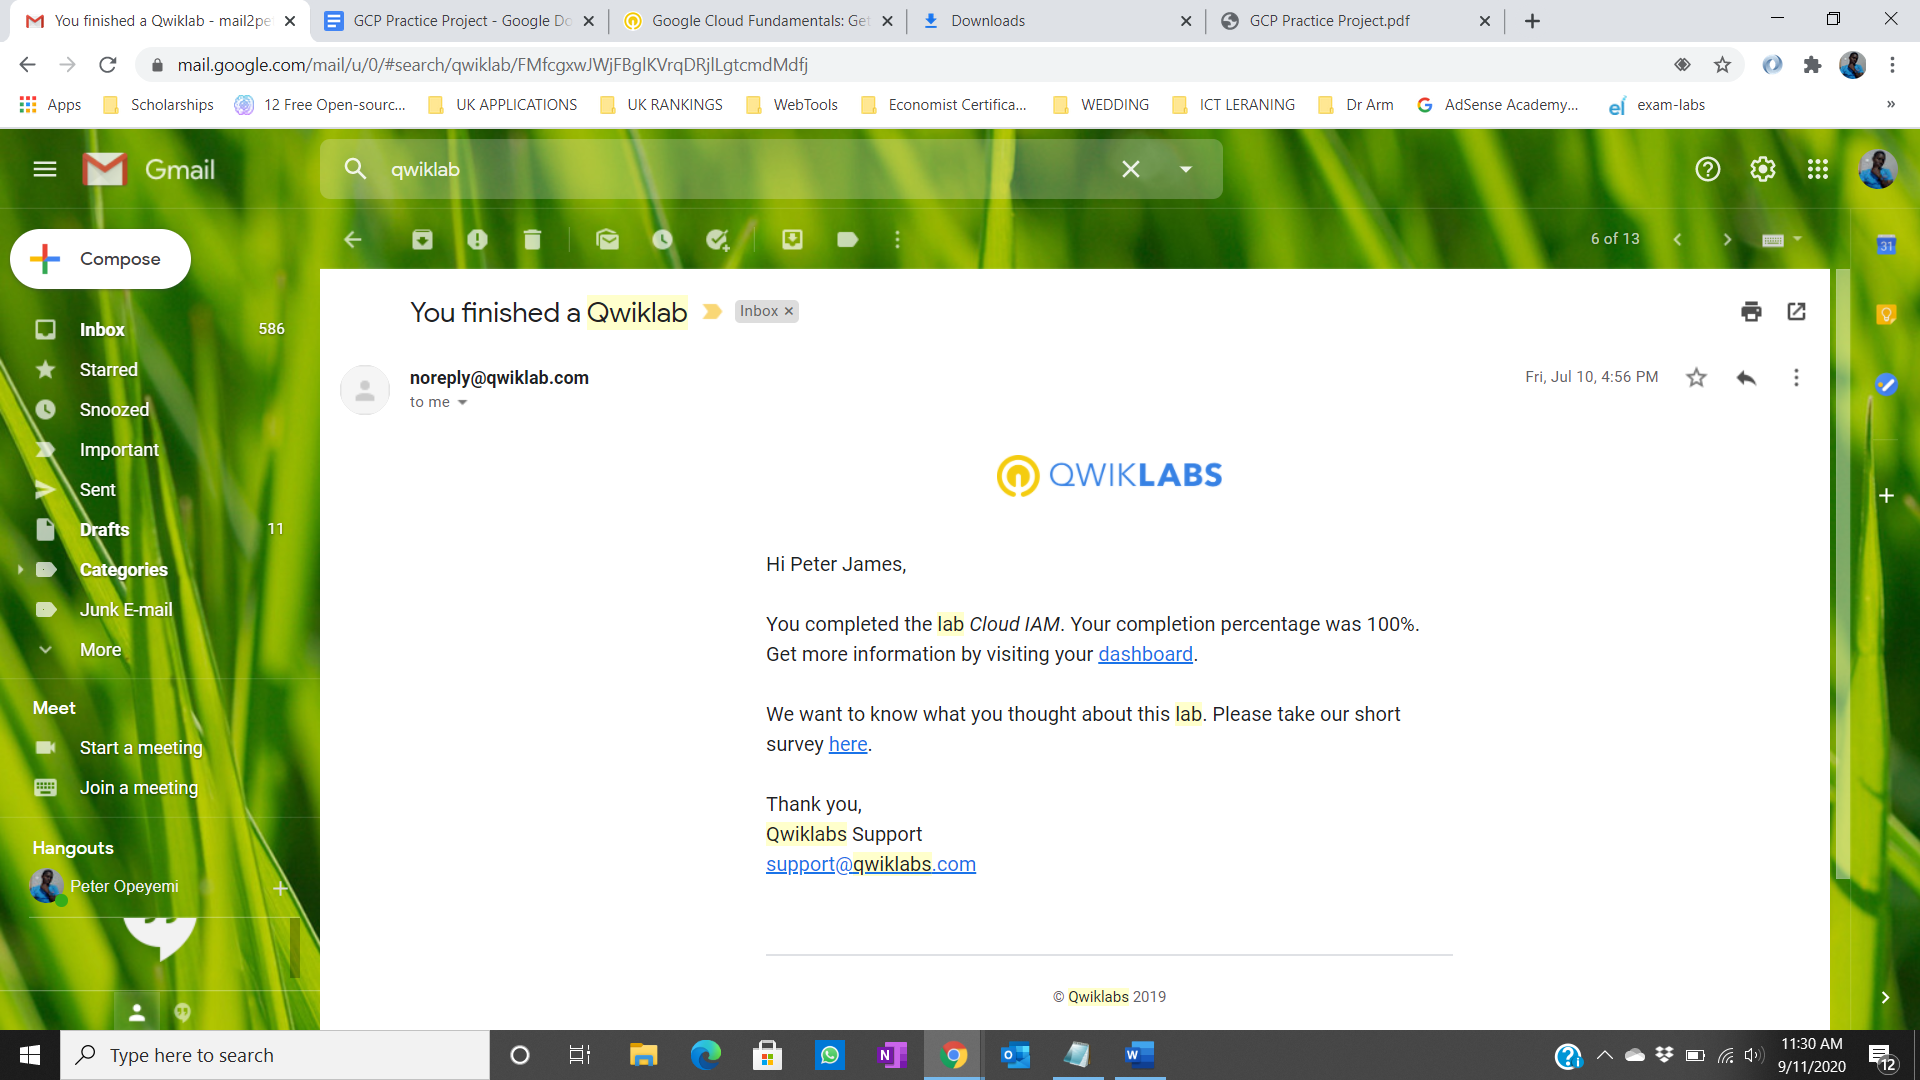 You finished a Qwiklab - mail2pe
GCP Practice Project - Google Do
Google Cloud Fundamentals: Get
Downloads
GCP Practice Project.pdf
mail.google.com/mail/u/0/#search/qwiklab/FMfcgxwJWjFBglKVrqDRjlLgtcmdMdfj
Apps
Scholarships
12 Free Open-sourc...
UK APPLICATIONS
UK RANKINGS
WebTools
Economist Certifica...
WEDDING
ICT LERANING
Dr Arm
AdSense Academy...
exam-labs
Gmail
qwiklab
6 of 13
31
Compose
Inbox 586
Starred
Snoozed
Important
Sent
Drafts 11
Categories
Junk E-mail
More
Meet
Start a meeting
Join a meeting
Hangouts
Peter Opeyemi
You finished a Qwiklab
Inbox
noreply@qwiklab.com
Fri, Jul 10, 4:56 PM
to me
QWIKLABS
Hi Peter James,
You completed the lab Cloud IAM. Your completion percentage was 100%.
Get more information by visiting your dashboard.
We want to know what you thought about this lab. Please take our short
survey here.
Thank you,
Qwiklabs Support
support@qwiklabs.com
© Qwiklabs 2019
Type here to search
11:30 AM
9/11/2020
12